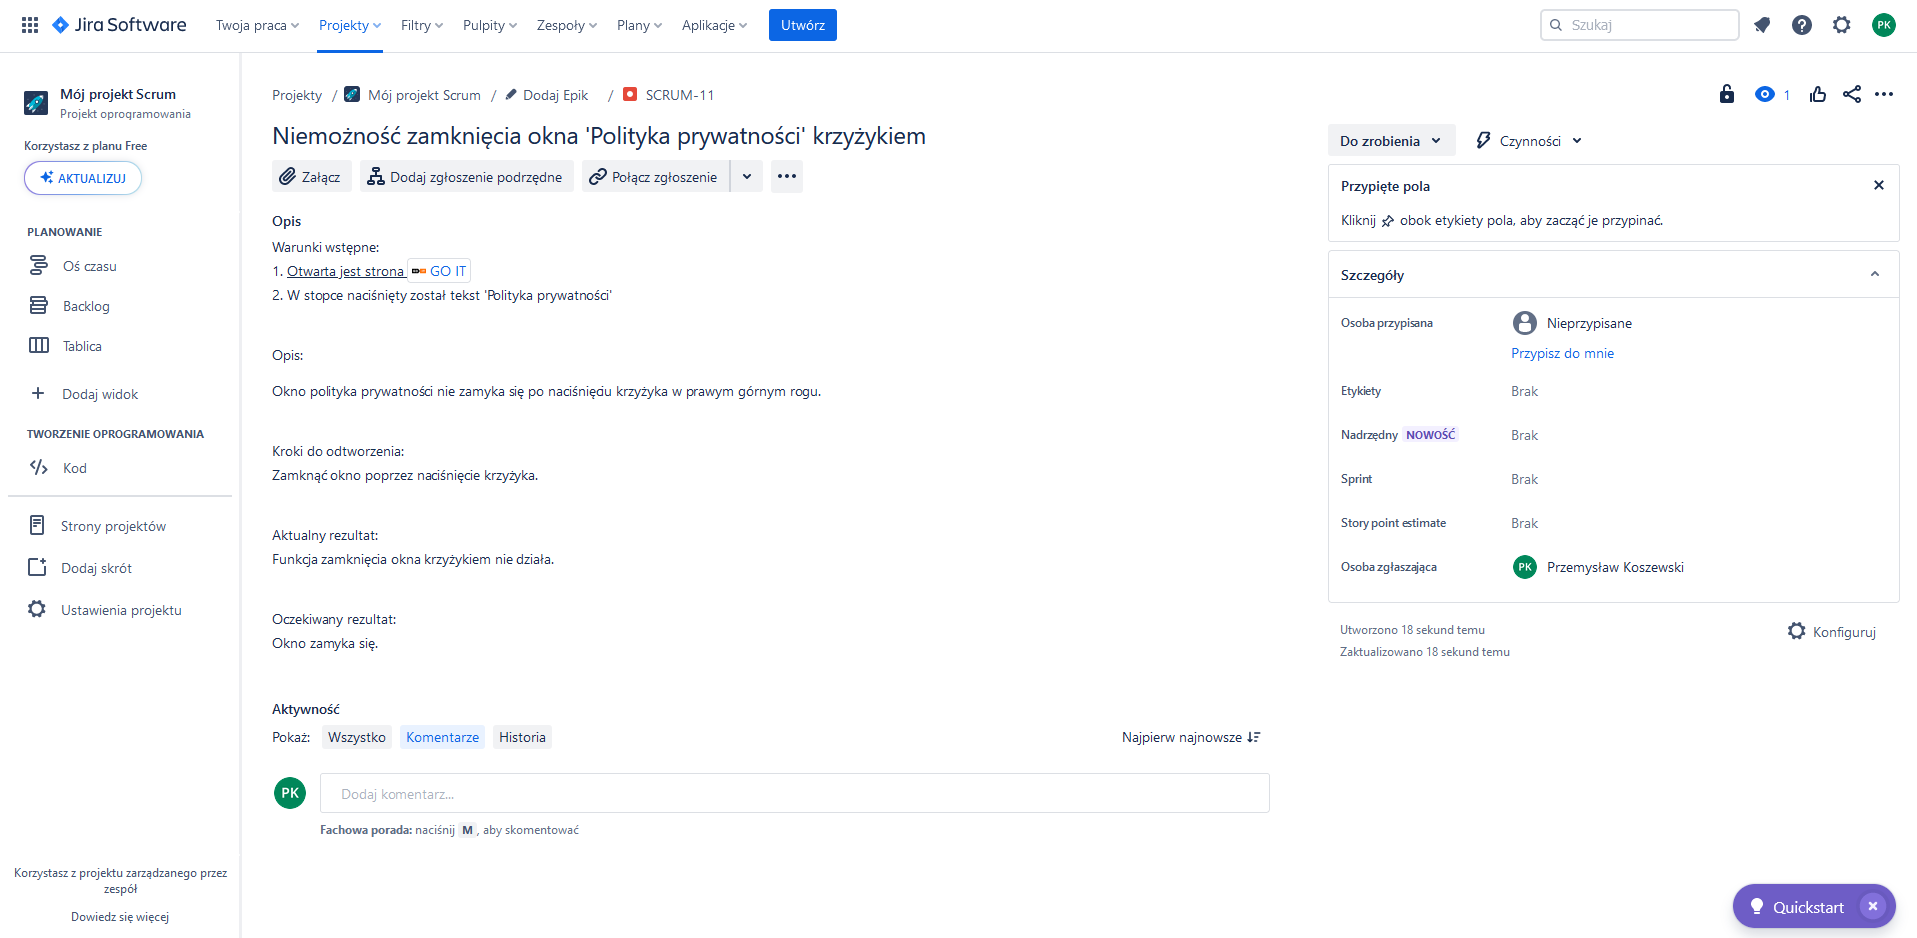 Jira Software
Twoja praca
Projekty
Filtry
Pulpity
Zespoły
Plany
Aplikacje
Utwórz
Szukaj
PK
Mój projekt Scrum
Projekt oprogramowania
Korzystasz z planu Free
AKTUALIZUJ
PLANOWANIE
Oś czasu
Backlog
Tablica
Dodaj widok
TWORZENIE OPROGRAMOWANIA
Kod
Strony projektów
Dodaj skrót
Ustawienia projektu
Korzystasz z projektu zarządzanego przez
zespół
Dowiedz się więcej
Projekty / Mój projekt Scrum / Dodaj Epik / SCRUM-11
Niemożność zamknięcia okna 'Polityka prywatności' krzyżykiem
Załącz
Dodaj zgłoszenie podrzędne
Połącz zgłoszenie
Opis
Warunki wstępne:
1. Otwarta jest strona GO IT
2. W stopce naciśnięty został tekst 'Polityka prywatności'
Opis:
Okno polityka prywatności nie zamyka się po naciśnięciu krzyżyka w prawym górnym rogu.
Kroki do odtworzenia:
Zamknąć okno poprzez naciśnięcie krzyżyka.
Aktualny rezultat:
Funkcja zamknięcia okna krzyżykiem nie działa.
Oczekiwany rezultat:
Okno zamyka się.
Aktywność
Pokaż: Wszystko Komentarze Historia
Najpierw najnowsze
PK
Dodaj komentarz...
Fachowa porada: naciśnij M , aby skomentować
1
Do zrobienia
Czynności
Przypięte pola
Kliknij obok etykiety pola, aby zacząć je przypinać.
Szczegóły
Osoba przypisana
Nieprzypisane
Przypisz do mnie
Etykiety
Brak
Nadrzędny NOWOŚĆ
Brak
Sprint
Brak
Story point estimate
Brak
Osoba zgłaszająca
PK Przemysław Koszewski
Utworzono 18 sekund temu
Zaktualizowano 18 sekund temu
Konfiguruj
Quickstart